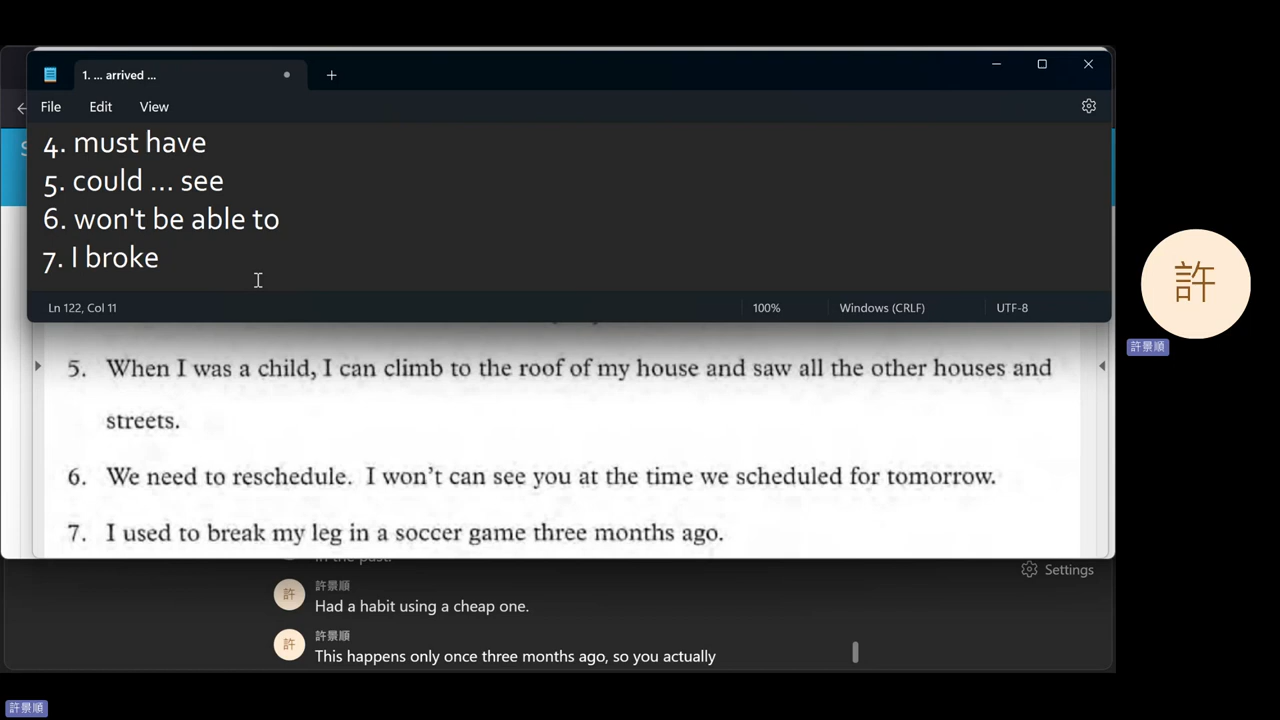 1. ... arrived ...
File
Edit
View
4. must have
5. could ... see
6. won't be able to
7. I broke
Ln 122, Col 11
100%
Windows (CRLF)
UTF-8
5. When I was a child, I can climb to the roof of my house and saw all the other houses and
streets.
6. We need to reschedule. I won't can see you at the time we scheduled for tomorrow.
7. I used to break my leg in a soccer game three months ago.
Settings
許 許景順
Had a habit using a cheap one.
許 許景順
This happens only once three months ago, so you actually
許
許景順
許景順